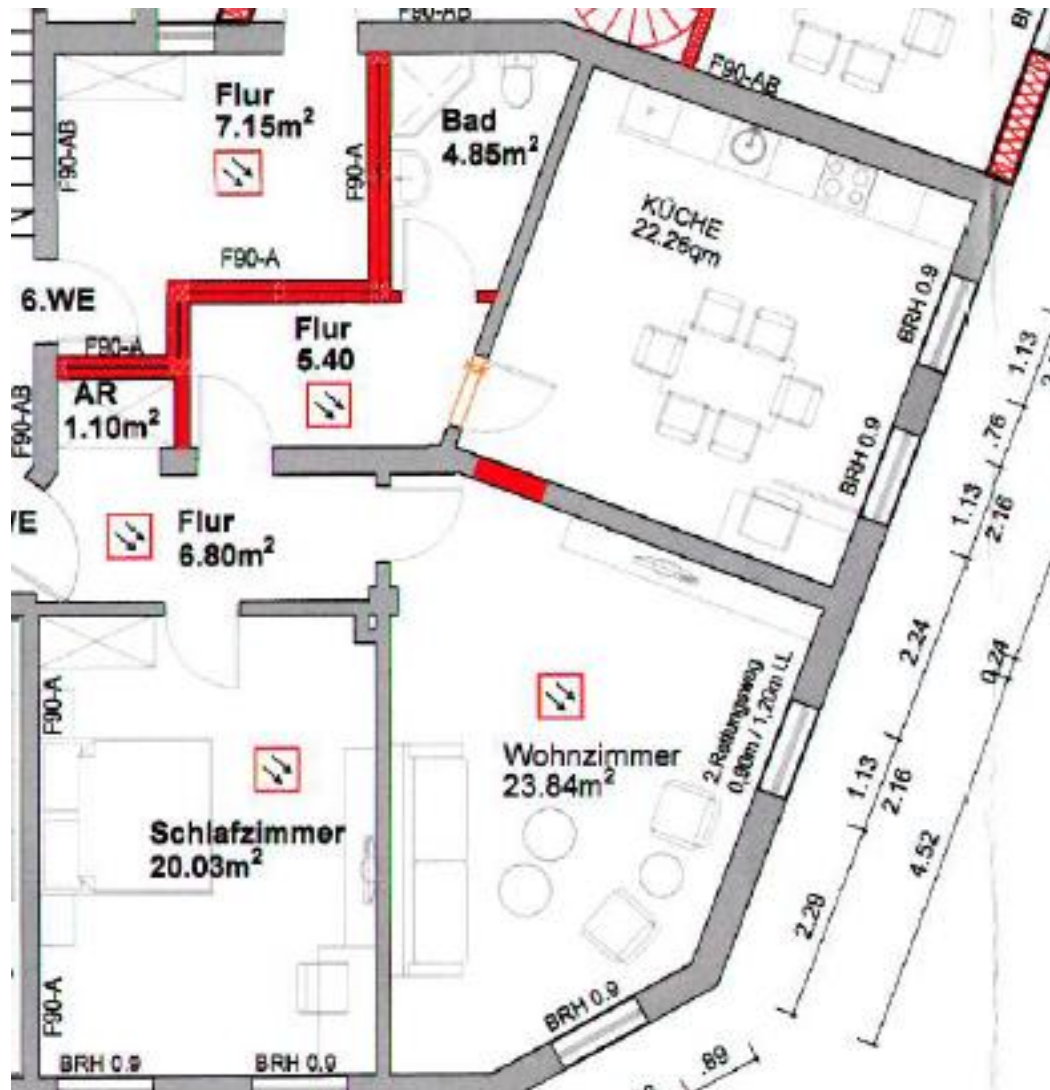 F90-AB
F90-AB
Flur
7.15m²
Bad
4.85m²
F90-AB
F90-A
KÜCHE
22.26qm
F90-A
BRH 0.9
6.WE
F90-A
Flur
5.40
AR
1.10m²
F90-AB
BRH 0.9
1.13
.76
1.13
2.16
Flur
6.80m²
2.24
0.24
F90-A
2.Rettungsweg
0,90m / 1,20m LL
Wohnzimmer
23.84m²
1.13
2.16
Schlafzimmer
20.03m²
4.52
2.29
F90-A
BRH 0.9
BRH 0.9
BRH 0.9
.89